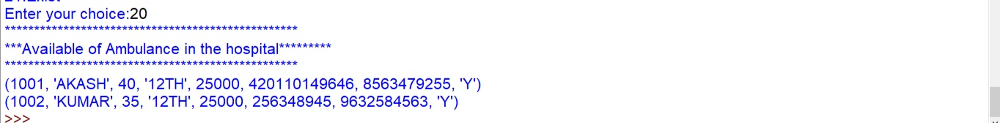 Enter your choice:20
**************************************************
***Available of Ambulance in the hospital*********
**************************************************
(1001, 'AKASH', 40, '12TH', 25000, 420110149646, 8563479255, 'Y')
(1002, 'KUMAR', 35, '12TH', 25000, 256348945, 9632584563, 'Y')
>>>